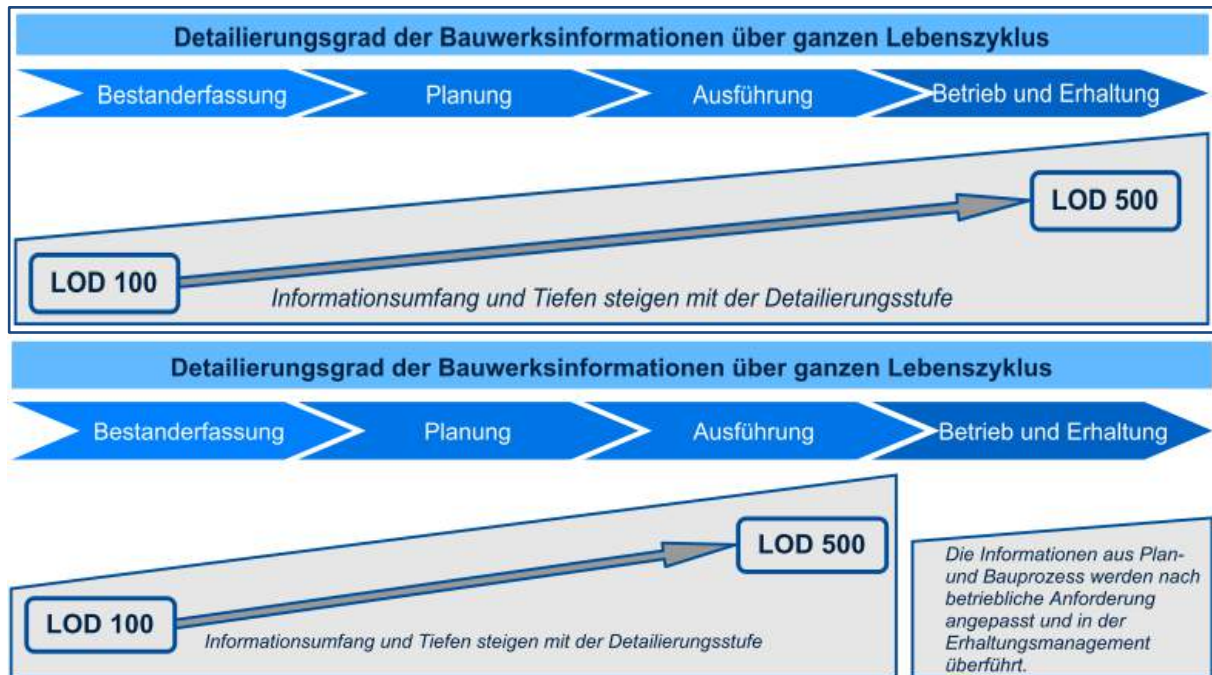 Detailierungsgrad der Bauwerksinformationen über ganzen Lebenszyklus
Bestanderfassung
Planung
Ausführung
Betrieb und Erhaltung
LOD 500
LOD 100
Informationsumfang und Tiefen steigen mit der Detailierungsstufe
Detailierungsgrad der Bauwerksinformationen über ganzen Lebenszyklus
Bestanderfassung
Planung
Ausführung
Betrieb und Erhaltung
LOD 500
LOD 100
Informationsumfang und Tiefen steigen mit der Detailierungsstufe
Die Informationen aus Plan-
und Bauprozess werden nach
betriebliche Anforderung
angepasst und in der
Erhaltungsmanagement
überführt.